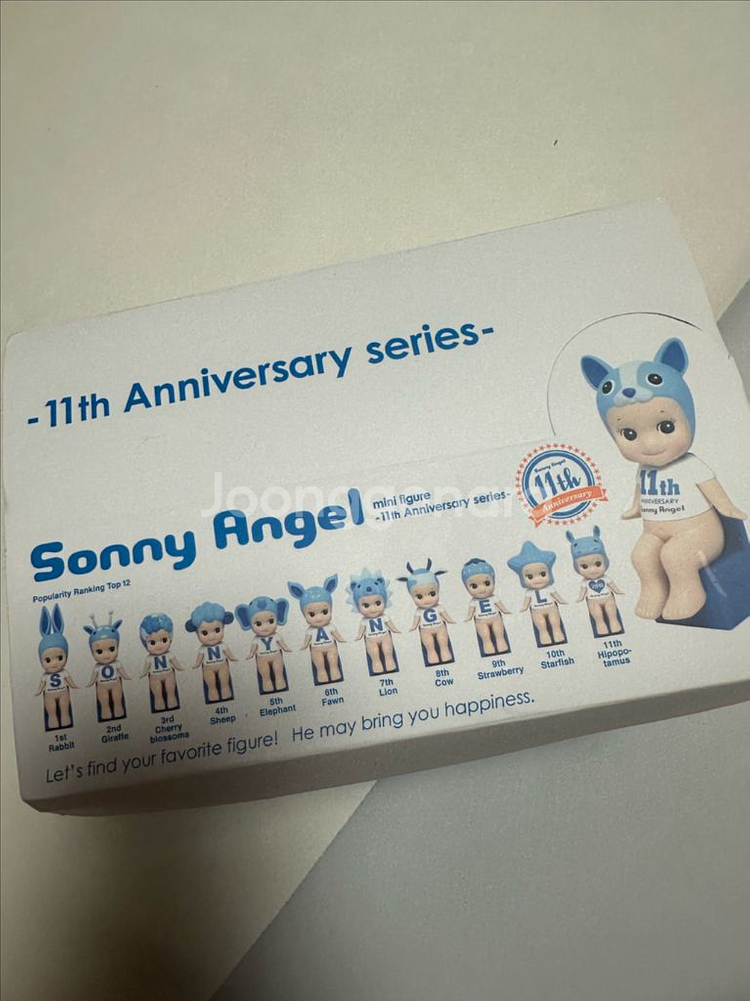 -11th Anniversary series-
Sonny Angel
mini figure
-11th Anniversary series-
Sonny Angel
11th
Anniversary
11th
ANNIVERSARY
Sonny Angel
Popularity Ranking Top 12
S O N N Y A N G E L
1st
Rabbit
2nd
Giraffe
3rd
Cherry
blossoms
4th
Sheep
5th
Elephant
6th
Fawn
7th
Lion
8th
Cow
9th
Strawberry
10th
Starfish
11th
Hipopo-
tamus
Let's find your favorite figure! He may bring you happiness.